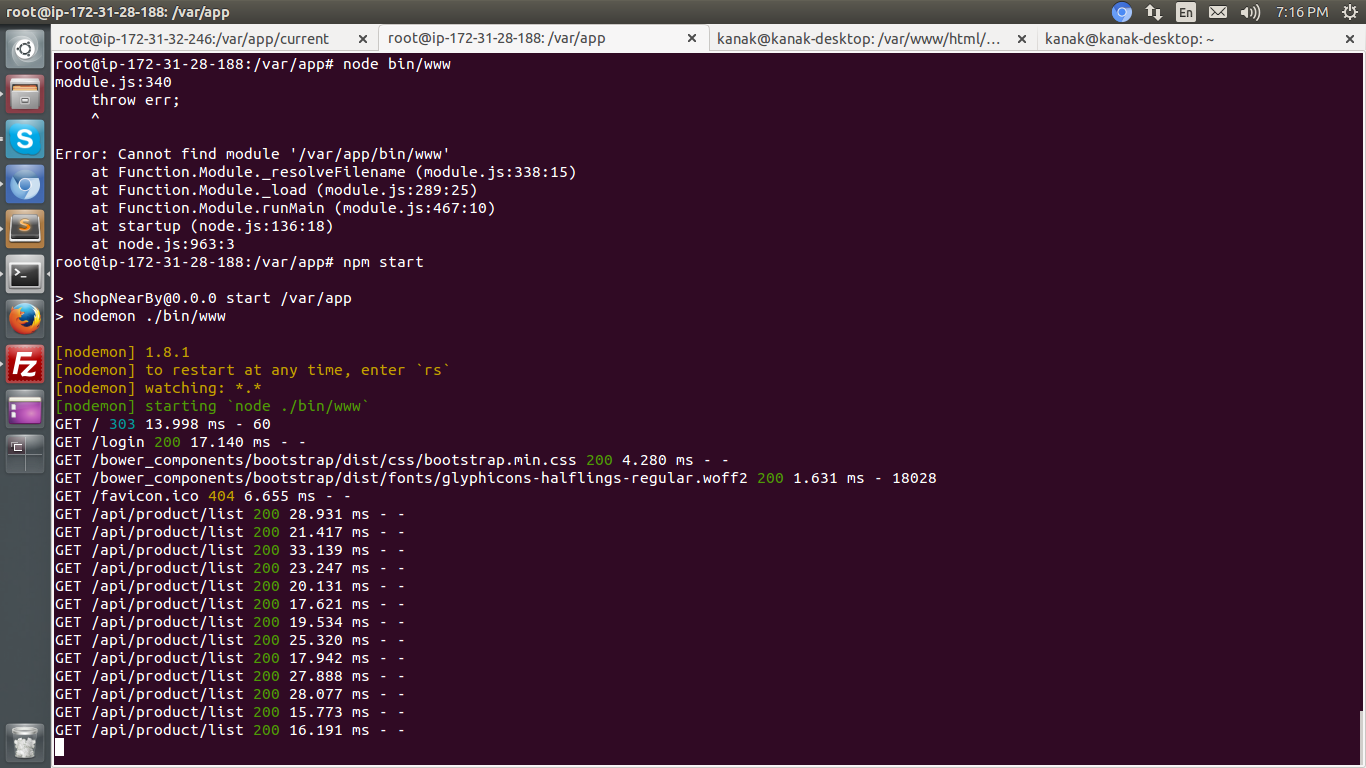 root@ip-172-31-28-188: /var/app
En
7:16 PM
root@ip-172-31-32-246:/var/app/current
root@ip-172-31-28-188: /var/app
kanak@kanak-desktop: /var/www/html/...
kanak@kanak-desktop: ~
root@ip-172-31-28-188:/var/app# node bin/www
module.js:340
    throw err;
    ^
Error: Cannot find module '/var/app/bin/www'
    at Function.Module._resolveFilename (module.js:338:15)
    at Function.Module._load (module.js:289:25)
    at Function.Module.runMain (module.js:467:10)
    at startup (node.js:136:18)
    at node.js:963:3
root@ip-172-31-28-188:/var/app# npm start
> ShopNearBy@0.0.0 start /var/app
> nodemon ./bin/www
[nodemon] 1.8.1
[nodemon] to restart at any time, enter `rs`
[nodemon] watching: *.*
[nodemon] starting `node ./bin/www`
GET / 303 13.998 ms - 60
GET /login 200 17.140 ms - -
GET /bower_components/bootstrap/dist/css/bootstrap.min.css 200 4.280 ms - -
GET /bower_components/bootstrap/dist/fonts/glyphicons-halflings-regular.woff2 200 1.631 ms - 18028
GET /favicon.ico 404 6.655 ms - -
GET /api/product/list 200 28.931 ms - -
GET /api/product/list 200 21.417 ms - -
GET /api/product/list 200 33.139 ms - -
GET /api/product/list 200 23.247 ms - -
GET /api/product/list 200 20.131 ms - -
GET /api/product/list 200 17.621 ms - -
GET /api/product/list 200 19.534 ms - -
GET /api/product/list 200 25.320 ms - -
GET /api/product/list 200 17.942 ms - -
GET /api/product/list 200 27.888 ms - -
GET /api/product/list 200 28.077 ms - -
GET /api/product/list 200 15.773 ms - -
GET /api/product/list 200 16.191 ms - -
S
S
Fz